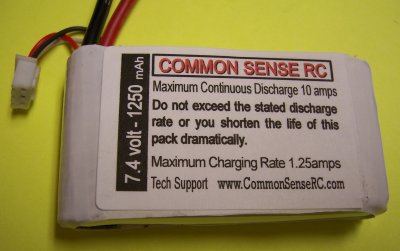 COMMON SENSE RC
Maximum Continuous Discharge 10 amps
Do not exceed the stated discharge
rate or you shorten the life of this
pack dramatically.
Maximum Charging Rate 1.25amps
Tech Support www.CommonSenseRC.com
7.4 volt - 1250 mAh